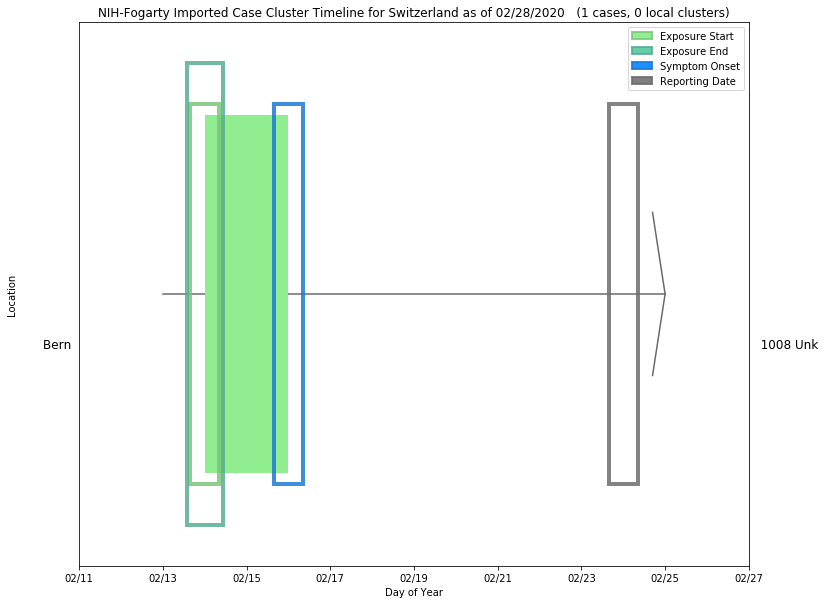 NIH-Fogarty Imported Case Cluster Timeline for Switzerland as of 02/28/2020   (1 cases, 0 local clusters)
Exposure Start
Exposure End
Symptom Onset
Reporting Date
Location
Bern
1008 Unk
02/11 02/13 02/15 02/17 02/19 02/21 02/23 02/25 02/27
Day of Year